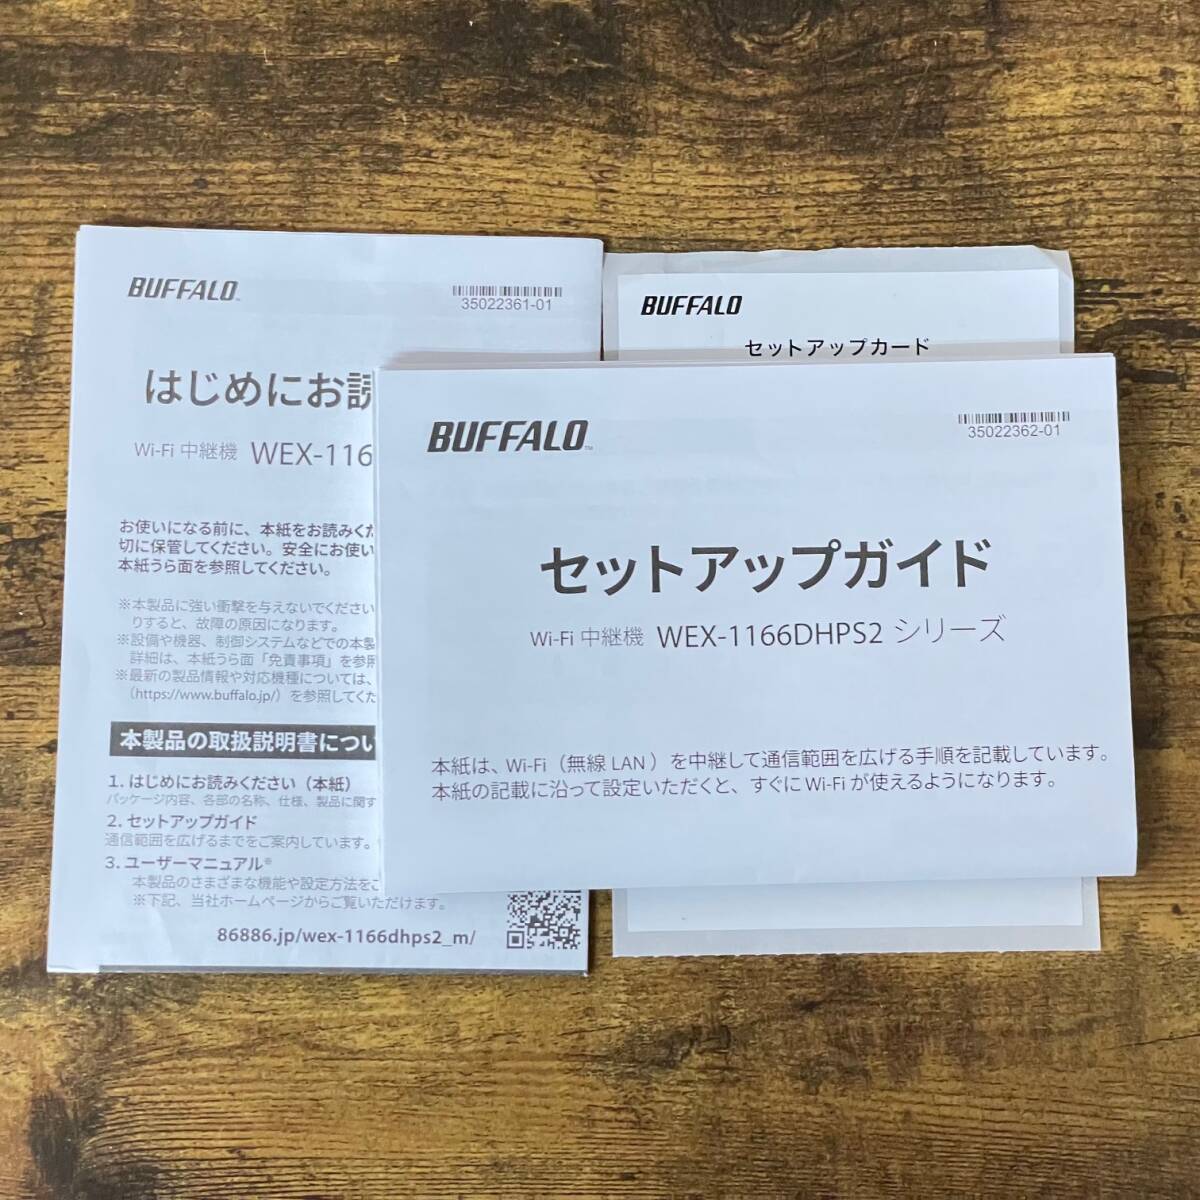 BUFFALO
35022361-01
はじめにお読
Wi-Fi 中継機 WEX-116
お使いになる前に、本紙をお読みくだ
切に保管してください。安全にお使い
本紙うら面を参照してください。
※本製品に強い衝撃を与えないでください
りすると、故障の原因になります。
※設備や機器、制御システムなどでの本製
詳細は、本紙うら面「免責事項」を参照
※最新の製品情報や対応機種については、
（https://www.buffalo.jp/）を参照してくだ
本製品の取扱説明書につい
1. はじめにお読みください（本紙）
パッケージ内容、各部の名称、仕様、製品に関す
2. セットアップガイド
通信範囲を広げるまでをご案内しています。
3. ユーザーマニュアル※
本製品のさまざまな機能や設定方法をご
※下記、当社ホームページからご覧いただけます。
86886.jp/wex-1166dhps2_m/
BUFFALO
セットアップカード
BUFFALO™
35022362-01
セットアップガイド
Wi-Fi 中継機 WEX-1166DHPS2 シリーズ
本紙は、Wi-Fi（無線 LAN）を中継して通信範囲を広げる手順を記載しています。
本紙の記載に沿って設定いただくと、すぐに Wi-Fi が使えるようになります。